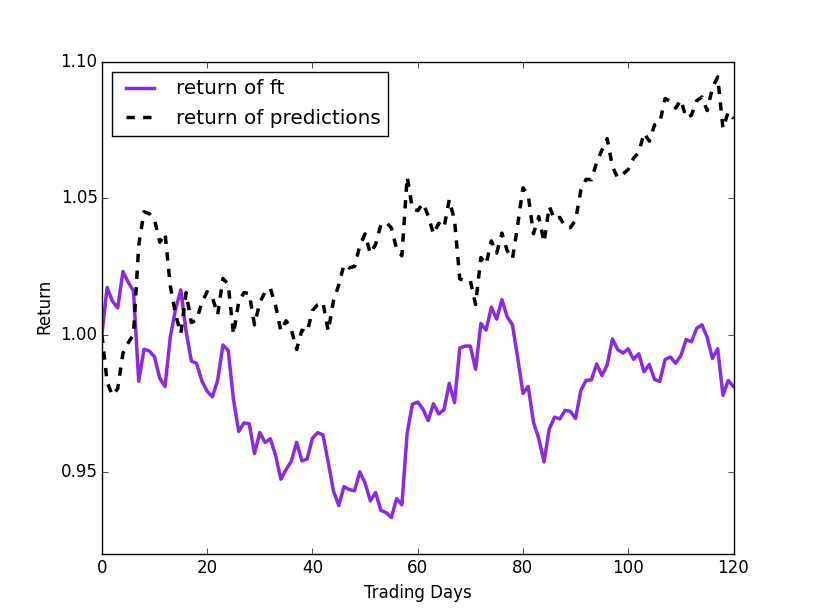 return of ft
return of predictions
Return
1.10
1.05
1.00
0.95
0 20 40 60 80 100 120
Trading Days